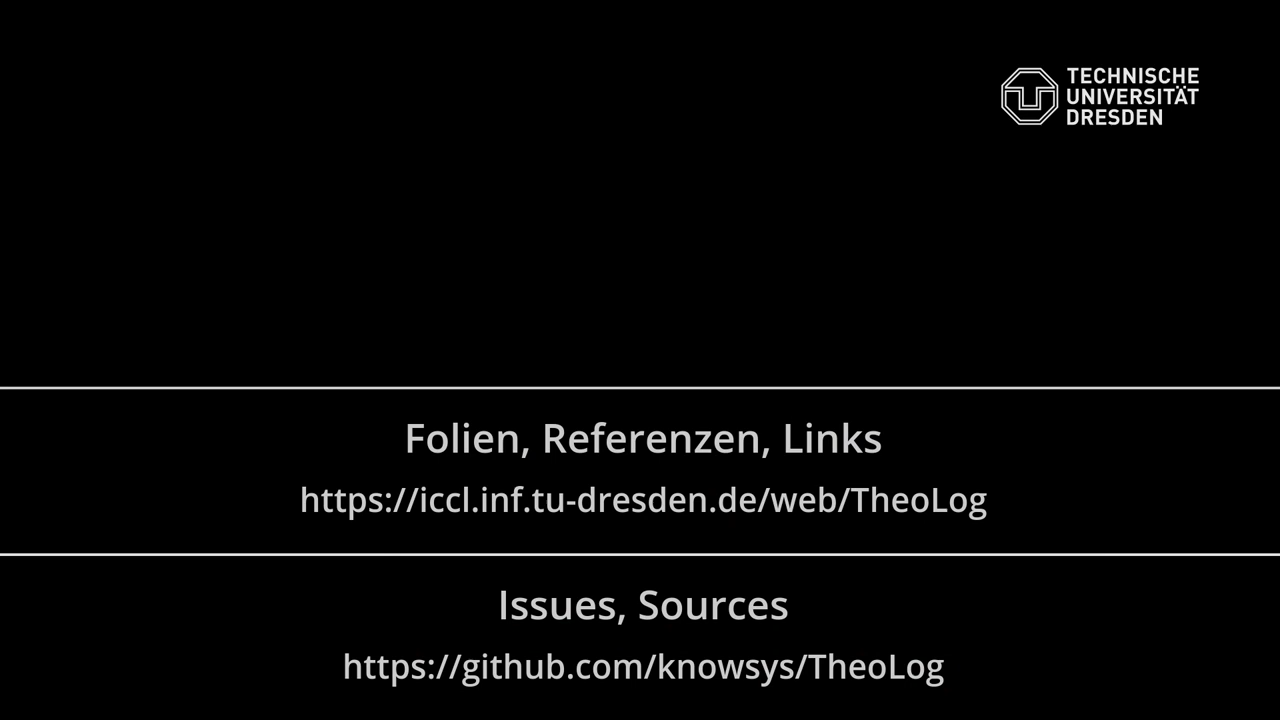 TECHNISCHE
UNIVERSITÄT
DRESDEN
Folien, Referenzen, Links
https://iccl.inf.tu-dresden.de/web/TheoLog
Issues, Sources
https://github.com/knowsys/TheoLog